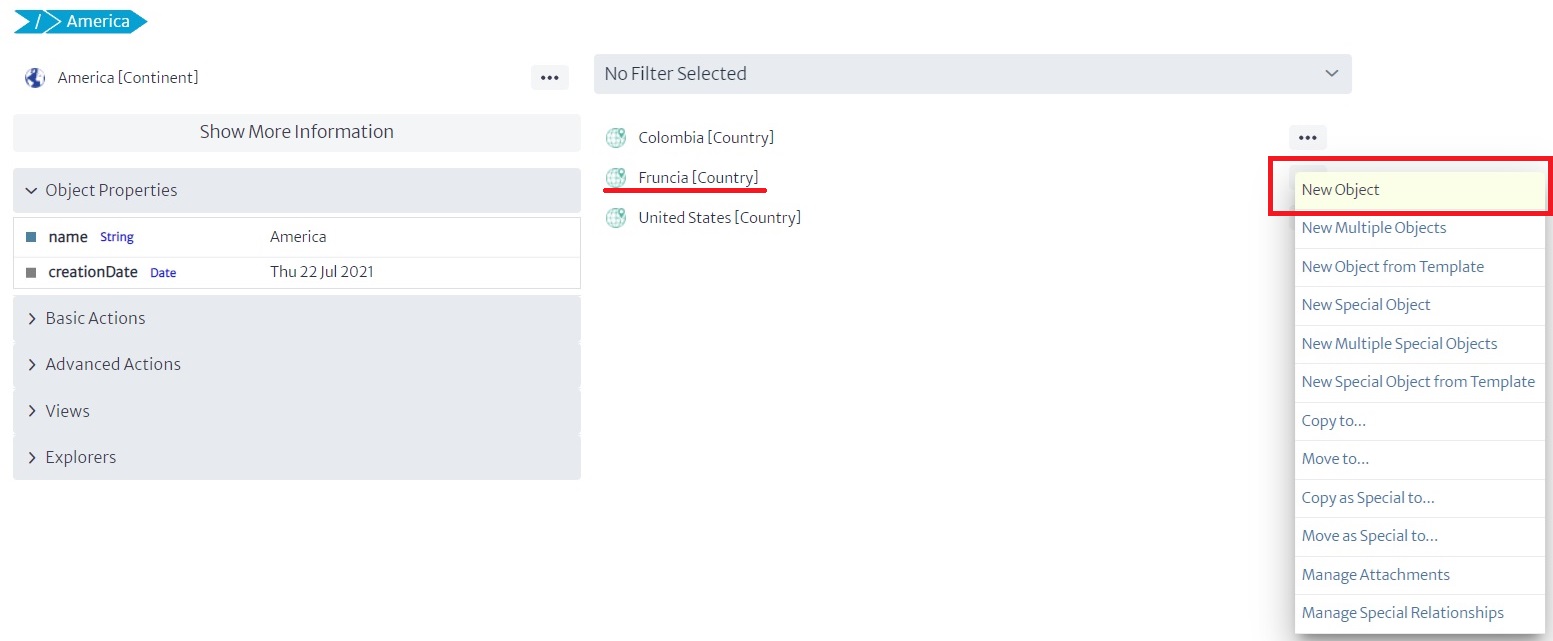 / America
America [Continent]
Show More Information
Object Properties
name String America
creationDate Date Thu 22 Jul 2021
Basic Actions
Advanced Actions
Views
Explorers
No Filter Selected
Colombia [Country]
Fruncia [Country]
United States [Country]
New Object
New Multiple Objects
New Object from Template
New Special Object
New Multiple Special Objects
New Special Object from Template
Copy to...
Move to...
Copy as Special to...
Move as Special to...
Manage Attachments
Manage Special Relationships